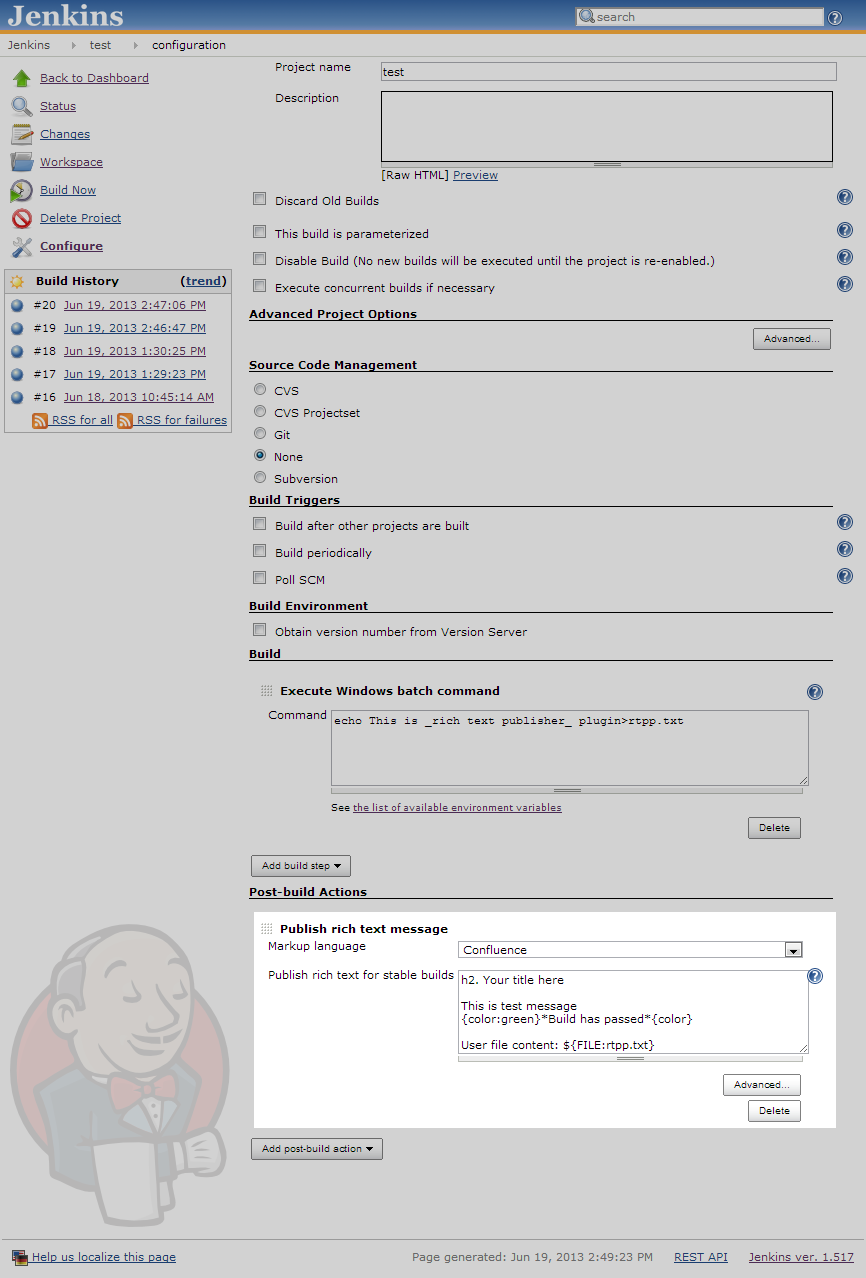 Jenkins
search
Jenkins test configuration
Back to Dashboard
Status
Changes
Workspace
Build Now
Delete Project
Configure
Build History (trend)
#20 Jun 19, 2013 2:47:06 PM
#19 Jun 19, 2013 2:46:47 PM
#18 Jun 19, 2013 1:30:25 PM
#17 Jun 19, 2013 1:29:23 PM
#16 Jun 18, 2013 10:45:14 AM
RSS for all RSS for failures
Project name test
Description
[Raw HTML] Preview
Discard Old Builds
This build is parameterized
Disable Build (No new builds will be executed until the project is re-enabled.)
Execute concurrent builds if necessary
Advanced Project Options
Advanced...
Source Code Management
CVS
CVS Projectset
Git
None
Subversion
Build Triggers
Build after other projects are built
Build periodically
Poll SCM
Build Environment
Obtain version number from Version Server
Build
Execute Windows batch command
Command echo This is _rich text publisher_ plugin>rtpp.txt
See the list of available environment variables
Delete
Add build step
Post-build Actions
Publish rich text message
Markup language Confluence
Publish rich text for stable builds h2. Your title here
This is test message
{color:green}*Build has passed*{color}
User file content: ${FILE:rtpp.txt}
Advanced...
Delete
Add post-build action
Help us localize this page Page generated: Jun 19, 2013 2:49:23 PM REST API Jenkins ver. 1.517